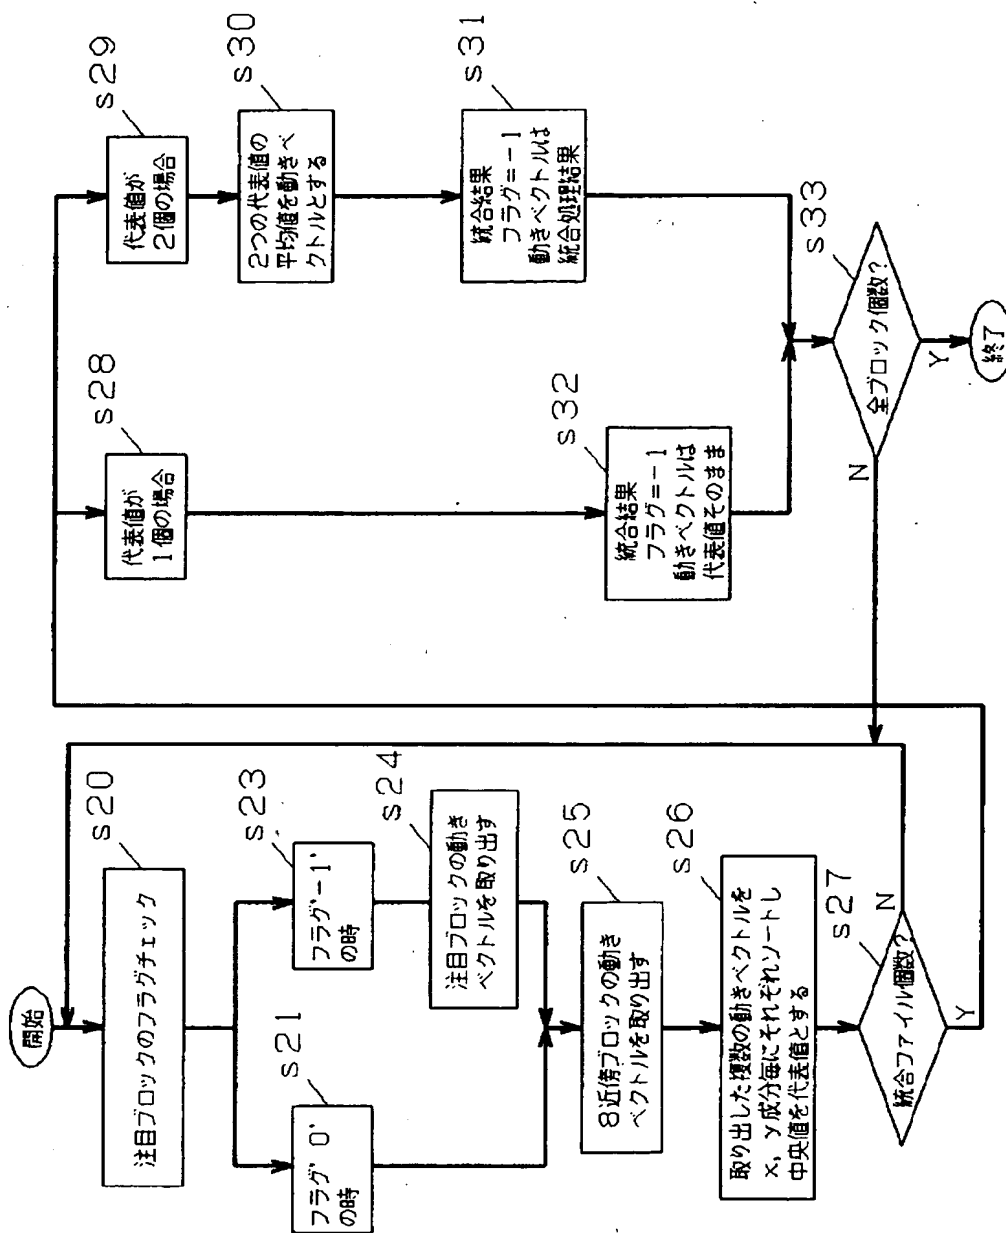 開始
s20
注目ブロックのフラグチェック
s21
フラグ'0'
の時
s23
フラグ'-1'
の時
s24
注目ブロックの動き
ベクトルを取り出す
s25
8近傍ブロックの動き
ベクトルを取り出す
s26
取り出した複数の動きベクトルを
x，y成分毎にそれぞれソートし
中央値を代表値とする
s27
統合ファイル個数?
N
Y
s28
代表値が
1個の場合
s29
代表値が
2個の場合
s30
2つの代表値の
平均値を動きベ
クトルとする
s31
統合結果
フラグ=-1
動きベクトルは
統合処理結果
s32
統合結果
フラグ=-1
動きベクトルは
代表値そのまま
s33
全ブロック個数?
N
Y
終了